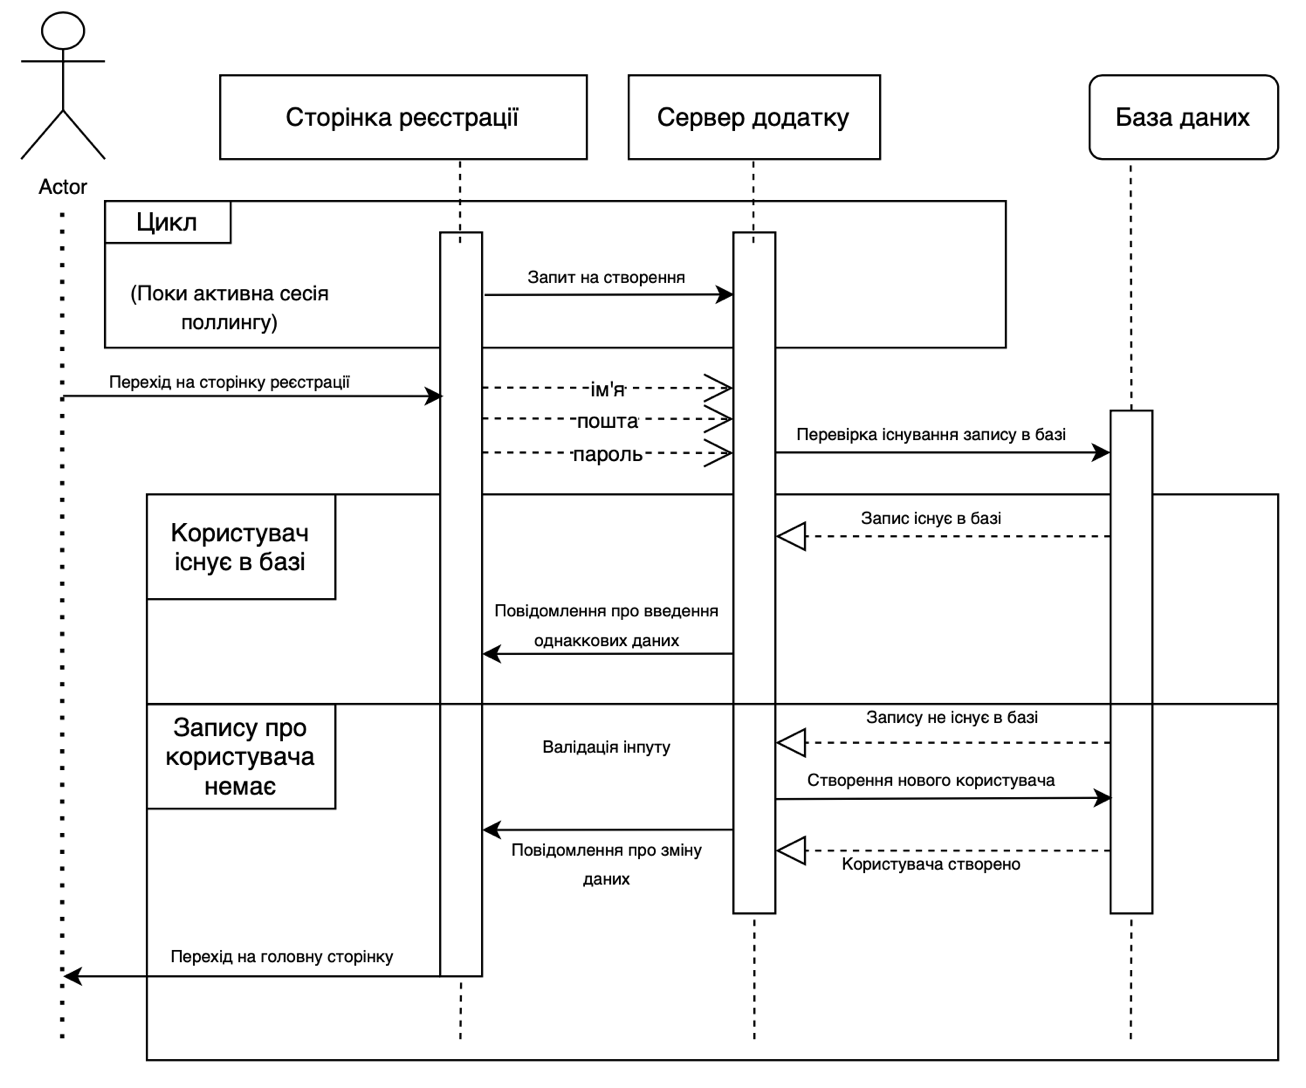 Сторінка реєстрації
Сервер додатку
База даних
Actor
Цикл
(Поки активна сесія
поллингу)
Запит на створення
Перехід на сторінку реєстрації
ім'я
пошта
пароль
Перевірка існування запису в базі
Користувач
існує в базі
Запис існує в базі
Повідомлення про введення
однаккових даних
Запису про
користувача
немає
Запису не існує в базі
Валідація інпуту
Створення нового користувача
Повідомлення про зміну
даних
Користувача створено
Перехід на головну сторінку